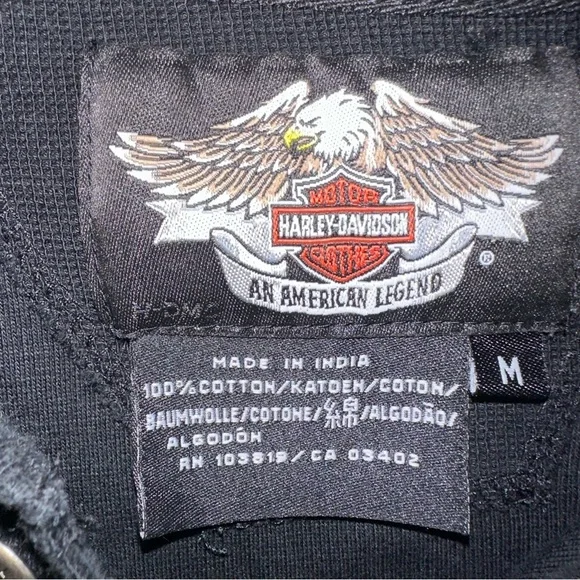 MOTOR
HARLEY-DAVIDSON
CLOTHES
AN AMERICAN LEGEND
®
M
MADE IN INDIA
100% COTTON/KATOEN/COTON/
BAUMWOLLE/COTONE/綿/ALGODÃO/
ALGODÓN
RN 103819/CA 03402